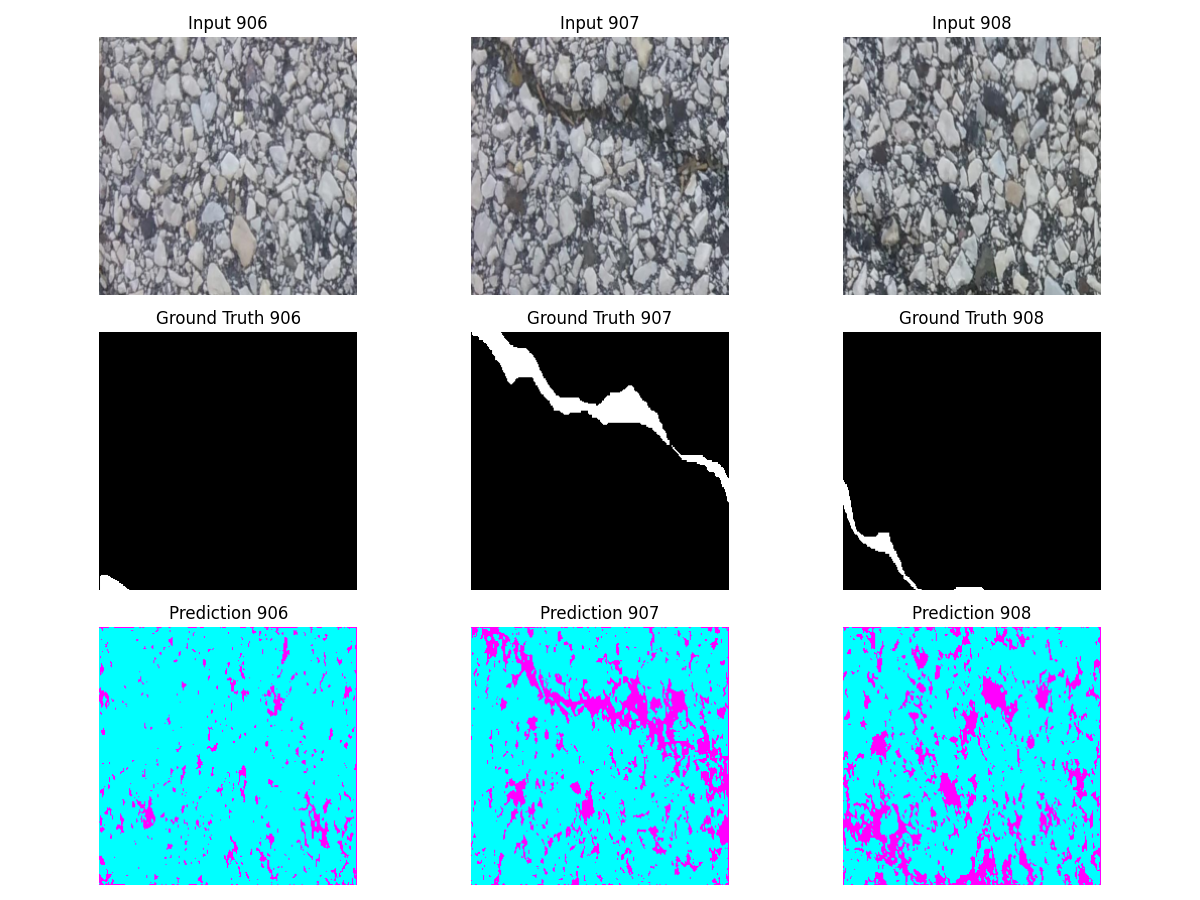 Input 906
Input 907
Input 908
Ground Truth 906
Ground Truth 907
Ground Truth 908
Prediction 906
Prediction 907
Prediction 908